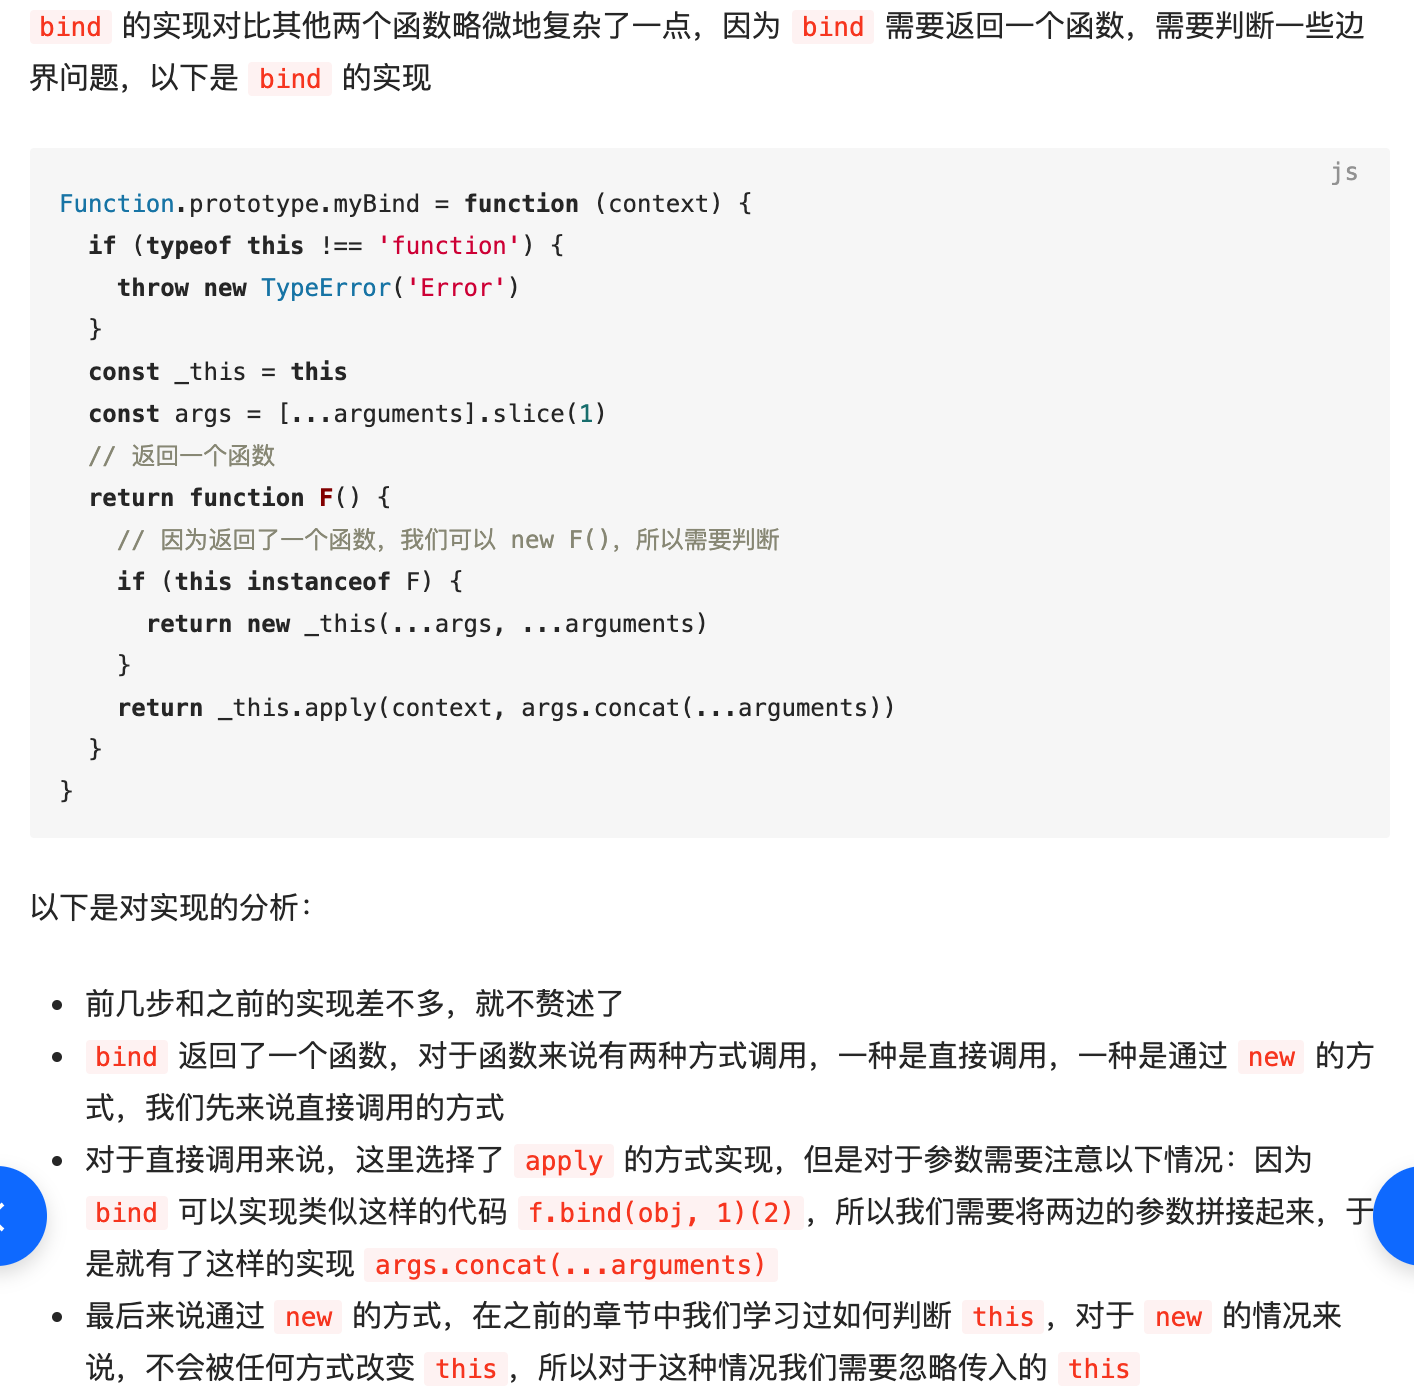 bind 的实现对比其他两个函数略微地复杂了一点，因为 bind 需要返回一个函数，需要判断一些边
界问题，以下是 bind 的实现
js
Function.prototype.myBind = function (context) {
  if (typeof this !== 'function') {
    throw new TypeError('Error')
  }
  const _this = this
  const args = [...arguments].slice(1)
  // 返回一个函数
  return function F() {
    // 因为返回了一个函数，我们可以 new F()，所以需要判断
    if (this instanceof F) {
      return new _this(...args, ...arguments)
    }
    return _this.apply(context, args.concat(...arguments))
  }
}
以下是对实现的分析：
• 前几步和之前的实现差不多，就不赘述了
• bind 返回了一个函数，对于函数来说有两种方式调用，一种是直接调用，一种是通过 new 的方
式，我们先来说直接调用的方式
• 对于直接调用来说，这里选择了 apply 的方式实现，但是对于参数需要注意以下情况：因为
bind 可以实现类似这样的代码 f.bind(obj, 1)(2) ，所以我们需要将两边的参数拼接起来，于
是就有了这样的实现 args.concat(...arguments)
• 最后来说通过 new 的方式，在之前的章节中我们学习过如何判断 this ，对于 new 的情况来
说，不会被任何方式改变 this ，所以对于这种情况我们需要忽略传入的 this